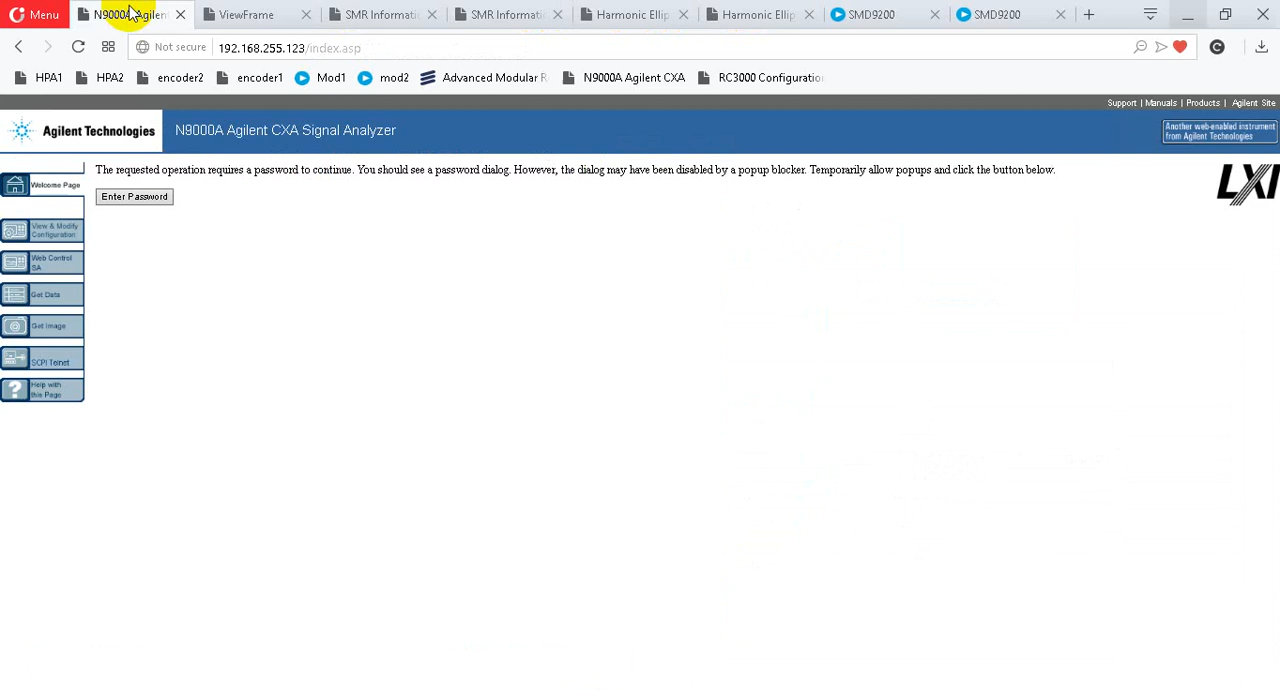 Menu N9000A Agilent ViewFrame SMR Informati SMR Informati Harmonic Ellip Harmonic Ellip SMD9200 SMD9200
Not secure 192.168.255.123/index.asp
HPA1 HPA2 encoder2 encoder1 Mod1 mod2 Advanced Modular R N9000A Agilent CXA RC3000 Configuration
Support | Manuals | Products | Agilent Site
Agilent Technologies N9000A Agilent CXA Signal Analyzer
Another web-enabled instrument
from Agilent Technologies
The requested operation requires a password to continue. You should see a password dialog. However, the dialog may have been disabled by a popup blocker. Temporarily allow popups and click the button below.
Enter Password
LXI
Welcome Page
View & Modify
Configuration
Web Control
SA
Get Data
Get Image
SCPI Telnet
Help with
this Page